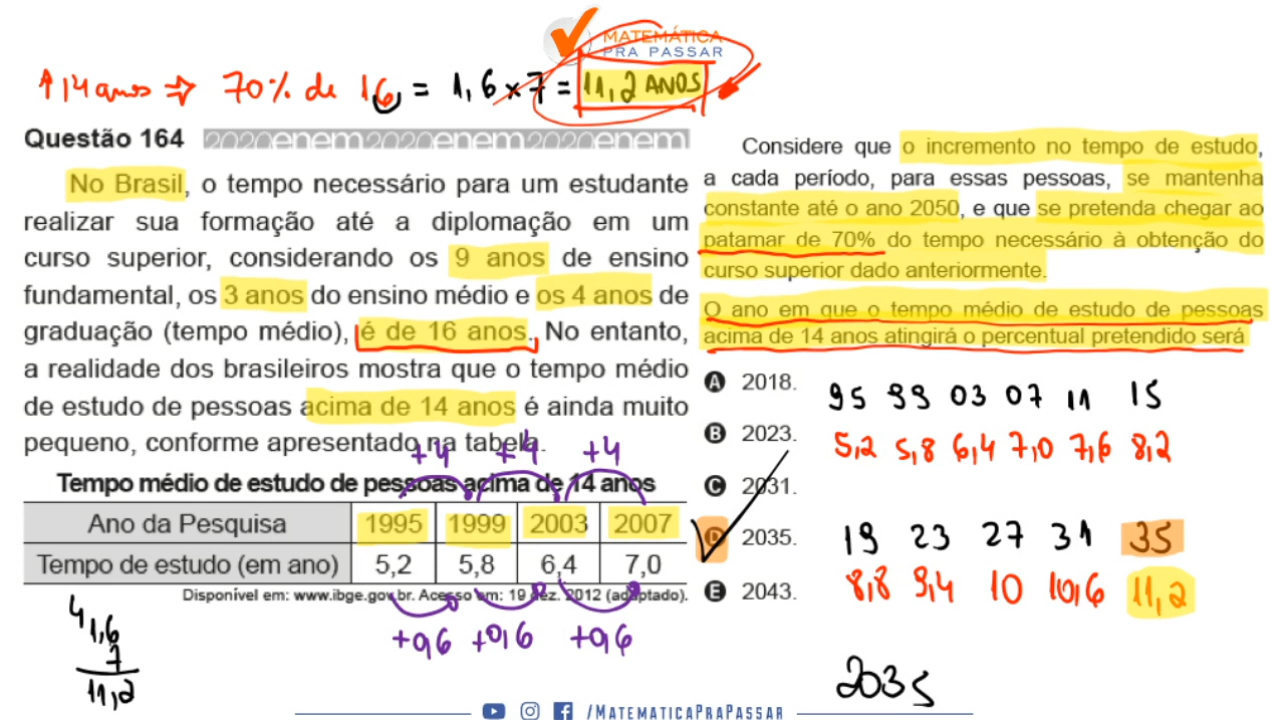 MATEMÁTICA
PRA PASSAR
↑14 anos ⇒ 70% de 16 = 1,6 × 7 = 11,2 ANOS
Questão 164 2020enem2020enem2020enem
No Brasil, o tempo necessário para um estudante
realizar sua formação até a diplomação em um
curso superior, considerando os 9 anos de ensino
fundamental, os 3 anos do ensino médio e os 4 anos de
graduação (tempo médio), é de 16 anos. No entanto,
a realidade dos brasileiros mostra que o tempo médio
de estudo de pessoas acima de 14 anos é ainda muito
pequeno, conforme apresentado na tabela.
+4 +4 +4
Tempo médio de estudo de pessoas acima de 14 anos
Ano da Pesquisa 1995 1999 2003 2007
Tempo de estudo (em ano) 5,2 5,8 6,4 7,0
Disponível em: www.ibge.gov.br. Acesso em: 19 dez. 2012 (adaptado).
+0,6 +0,6 +0,6
4
1,6
7
11,2
Considere que o incremento no tempo de estudo,
a cada período, para essas pessoas, se mantenha
constante até o ano 2050, e que se pretenda chegar ao
patamar de 70% do tempo necessário à obtenção do
curso superior dado anteriormente.
O ano em que o tempo médio de estudo de pessoas
acima de 14 anos atingirá o percentual pretendido será
A 2018.
B 2023.
C 2031.
D 2035.
E 2043.
95 99 03 07 11 15
5,2 5,8 6,4 7,0 7,6 8,2
19 23 27 31 35
8,8 9,4 10 10,6 11,2
2035
/MATEMATICAPRAPASSAR